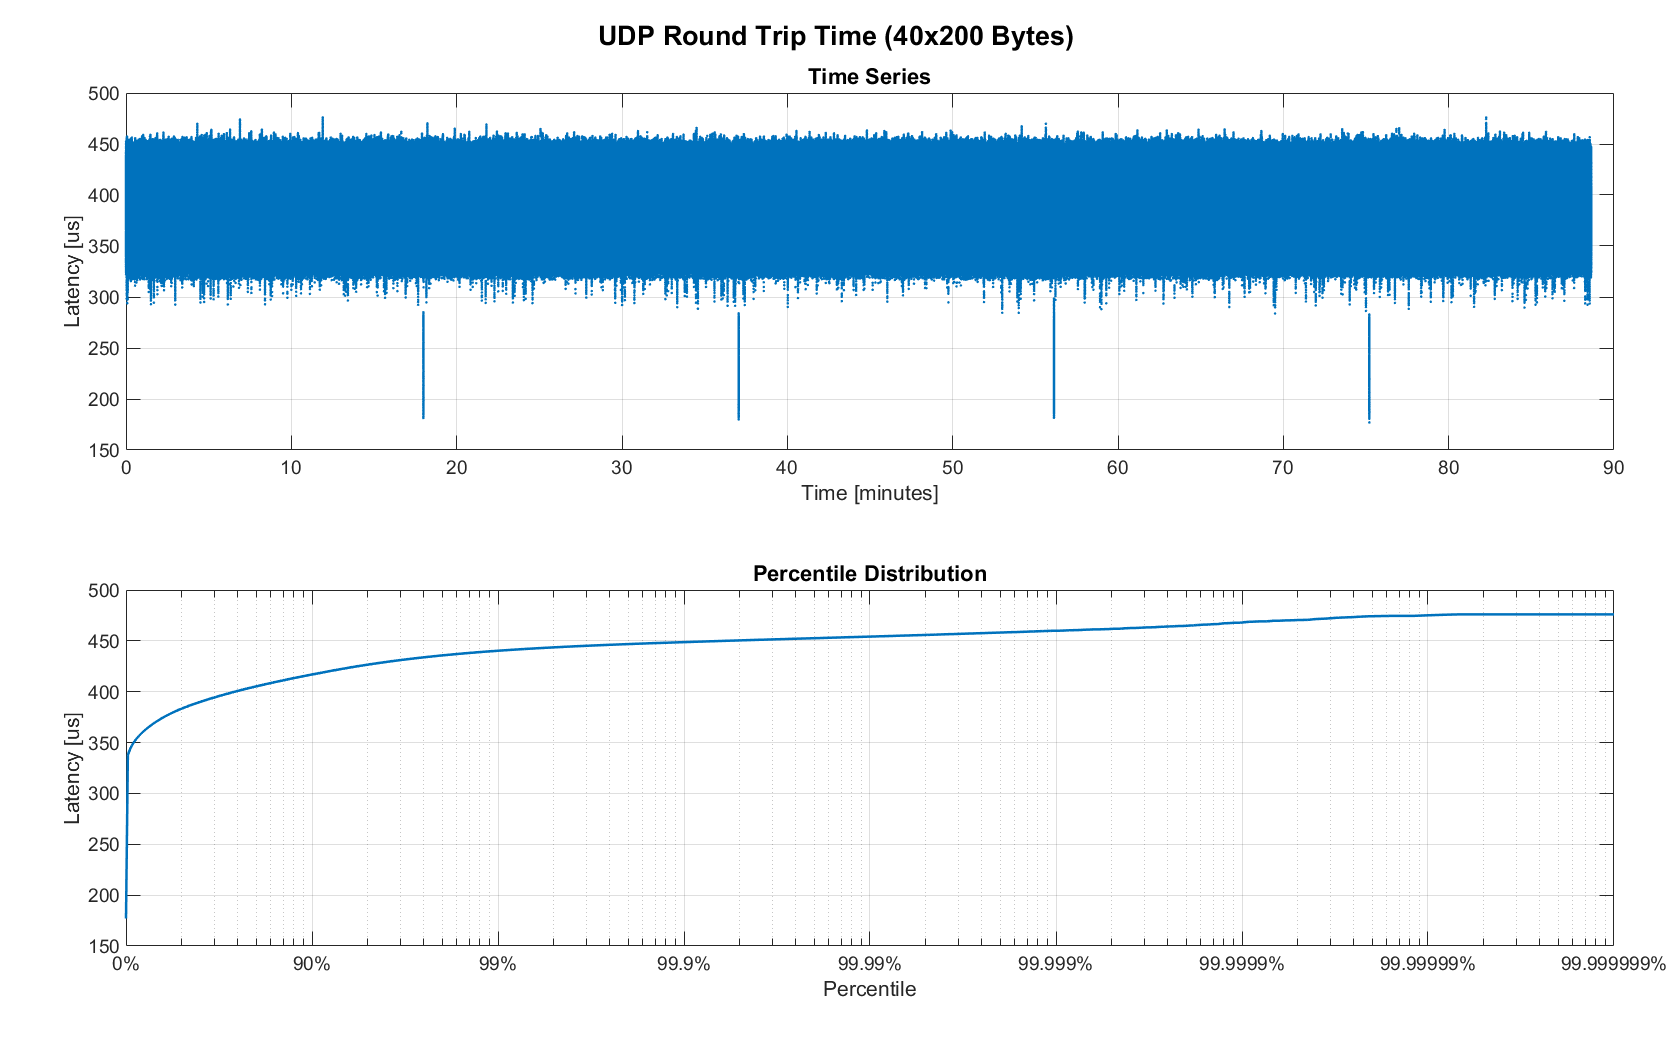 UDP Round Trip Time (40x200 Bytes)
Time Series
500
450
400
350
300
250
200
150
Latency [us]
0 10 20 30 40 50 60 70 80 90
Time [minutes]
Percentile Distribution
500
450
400
350
300
250
200
150
Latency [us]
0% 90% 99% 99.9% 99.99% 99.999% 99.9999% 99.99999% 99.999999%
Percentile